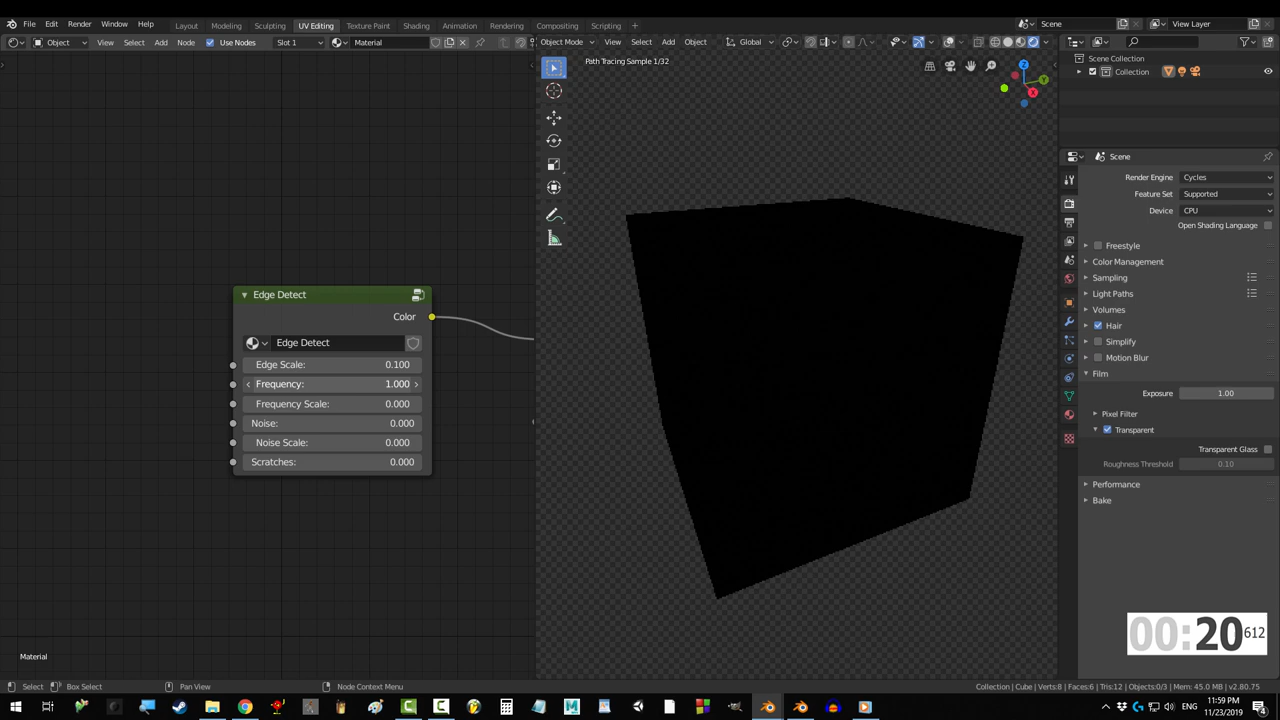 File Edit Render Window Help Layout Modeling Sculpting UV Editing Texture Paint Shading Animation Rendering Compositing Scripting + Scene View Layer
Object View Select Add Node Use Nodes Slot 1 Material Object Mode View Select Add Object Global
Path Tracing Sample 1/32
Scene Collection
Collection
Scene
Render Engine Cycles
Feature Set Supported
Device CPU
Open Shading Language
Freestyle
Color Management
Sampling
Light Paths
Volumes
Hair
Simplify
Motion Blur
Film
Exposure 1.00
Pixel Filter
Transparent
Transparent Glass
Roughness Threshold 0.10
Performance
Bake
Z
Y
X
Edge Detect
Color
Edge Detect
Edge Scale: 0.100
Frequency: 1.000
Frequency Scale: 0.000
Noise: 0.000
Noise Scale: 0.000
Scratches: 0.000
00:20 612
Material
Select Box Select Pan View Node Context Menu Collection | Cube | Verts:8 | Faces:6 | Tris:12 | Objects:0/3 | Mem: 45.0 MB | v2.80.75
ENG 11:59 PM
11/23/2019